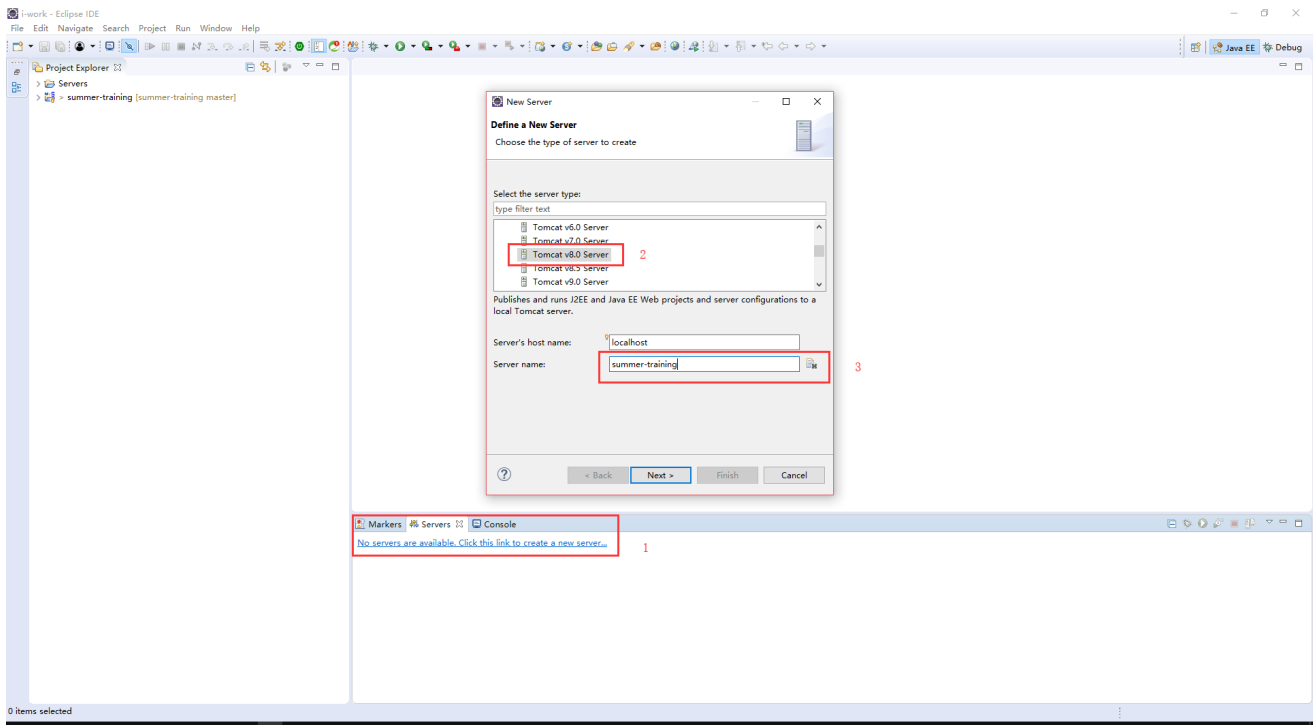 i-work - Eclipse IDE
File Edit Navigate Search Project Run Window Help
Java EE Debug
Project Explorer
Servers
> summer-training [summer-training master]
New Server
Define a New Server
Choose the type of server to create
Select the server type:
type filter text
Tomcat v6.0 Server
Tomcat v7.0 Server
Tomcat v8.0 Server
2
Tomcat v8.5 Server
Tomcat v9.0 Server
Publishes and runs J2EE and Java EE Web projects and server configurations to a
local Tomcat server.
Server's host name: localhost
Server name: summer-training
3
< Back Next > Finish Cancel
Markers Servers Console
No servers are available. Click this link to create a new server...
1
0 items selected